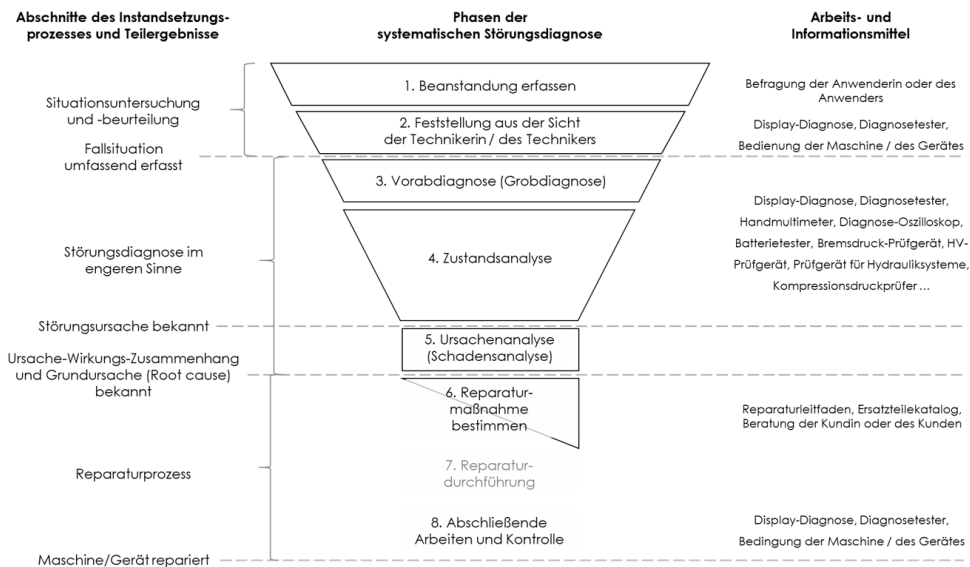 Abschnitte des Instandsetzungs-
prozesses und Teilergebnisse
Phasen der
systematischen Störungsdiagnose
Arbeits- und
Informationsmittel
Situationsuntersuchung
und -beurteilung
Fallsituation
umfassend erfasst
Störungsdiagnose im
engeren Sinne
Störungsursache bekannt
Ursache-Wirkungs-Zusammenhang
und Grundursache (Root cause)
bekannt
Reparaturprozess
Maschine/Gerät repariert
1. Beanstandung erfassen
2. Feststellung aus der Sicht
der Technikerin / des Technikers
3. Vorabdiagnose (Grobdiagnose)
4. Zustandsanalyse
5. Ursachenanalyse
(Schadensanalyse)
6. Reparatur-
maßnahme
bestimmen
7. Reparatur-
durchführung
8. Abschließende
Arbeiten und Kontrolle
Befragung der Anwenderin oder des
Anwenders
Display-Diagnose, Diagnosetester,
Bedienung der Maschine / des Gerätes
Display-Diagnose, Diagnosetester,
Handmultimeter, Diagnose-Oszilloskop,
Batterietester, Bremsdruck-Prüfgerät, HV-
Prüfgerät, Prüfgerät für Hydrauliksysteme,
Kompressionsdruckprüfer ...
Reparaturleitfaden, Ersatzteilekatalog,
Beratung der Kundin oder des Kunden
Display-Diagnose, Diagnosetester,
Bedingung der Maschine / des Gerätes